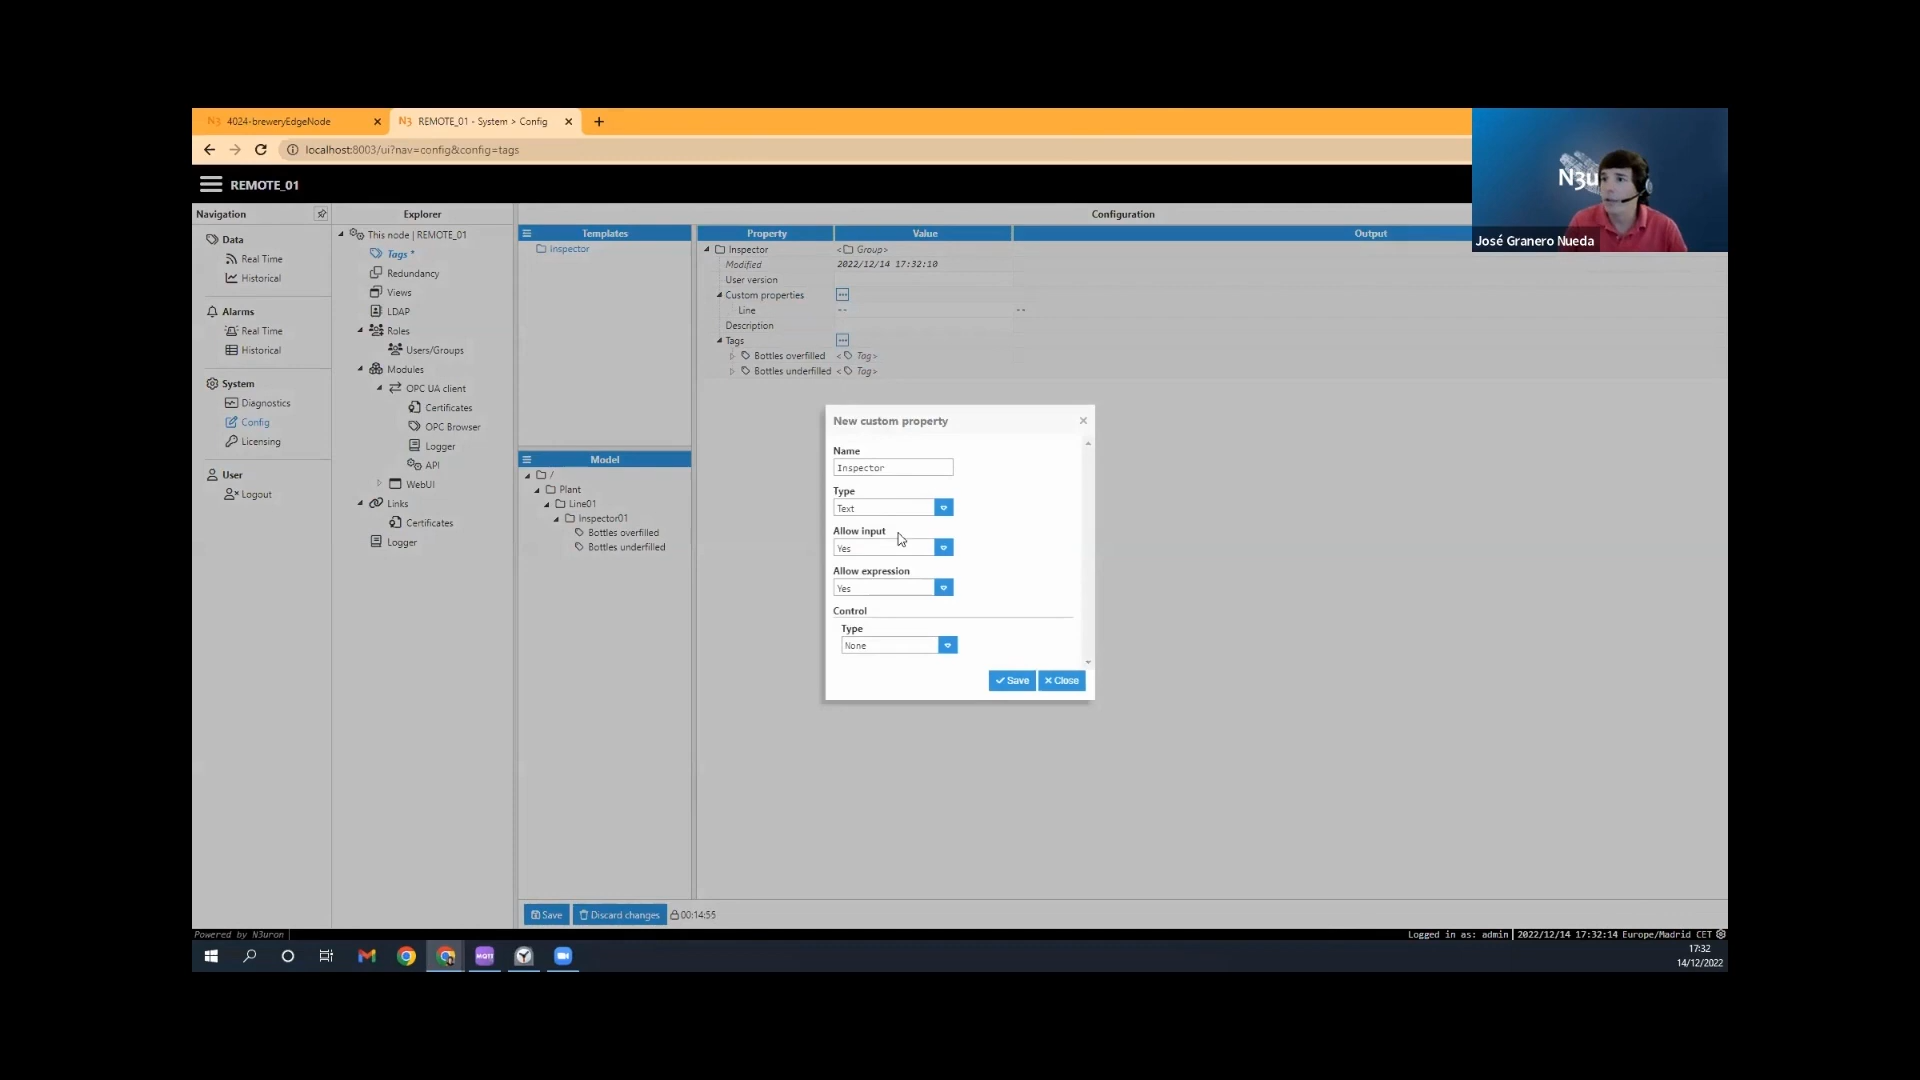 N3 4024-breweryEdgeNode
N3 REMOTE_01 - System > Config
localhost:8003/ui?nav=config&config=tags
REMOTE_01
N3u
José Granero Nueda
Navigation
Data
Real Time
Historical
Alarms
Real Time
Historical
System
Diagnostics
Config
Licensing
User
Logout
Explorer
This node | REMOTE_01
Tags *
Redundancy
Views
LDAP
Roles
Users/Groups
Modules
OPC UA client
Certificates
OPC Browser
Logger
API
WebUI
Links
Certificates
Logger
Configuration
Templates
Inspector
Model
/
Plant
Line01
Inspector01
Bottles overfilled
Bottles underfilled
Property Value Output
Inspector <Group>
Modified 2022/12/14 17:32:10
User version
Custom properties ...
Line -- --
Description
Tags ...
Bottles overfilled < Tag>
Bottles underfilled < Tag>
New custom property
Name
Inspector
Type
Text
Allow input
Yes
Allow expression
Yes
Control
Type
None
Save Close
Save Discard changes 00:14:55
Powered by N3uron
Logged in as: admin | 2022/12/14 17:32:14 Europe/Madrid CET
MQTT
17:32
14/12/2022